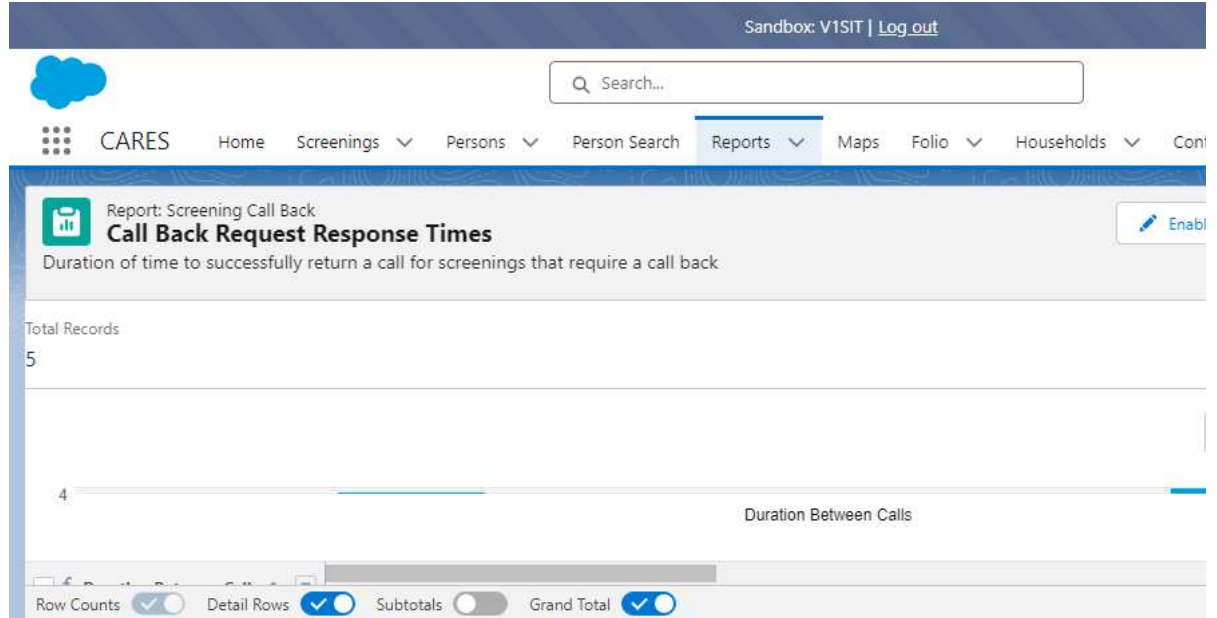 Sandbox: V1SIT | Log out
Search...
CARES Home Screenings Persons Person Search Reports Maps Folio Households Cont
Report: Screening Call Back
Call Back Request Response Times
Enabl
Duration of time to successfully return a call for screenings that require a call back
Total Records
5
4
Duration Between Calls
Row Counts Detail Rows Subtotals Grand Total